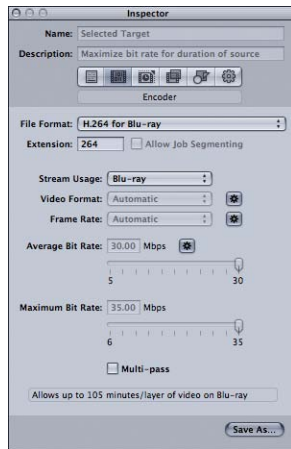 Inspector
Name: Selected Target
Description: Maximize bit rate for duration of source
Encoder
File Format: H.264 for Blu-ray
Extension: 264 Allow Job Segmenting
Stream Usage: Blu-ray
Video Format: Automatic
Frame Rate: Automatic
Average Bit Rate: 30.00 Mbps
5 30
Maximum Bit Rate: 35.00 Mbps
6 35
Multi-pass
Allows up to 105 minutes/layer of video on Blu-ray
Save As...